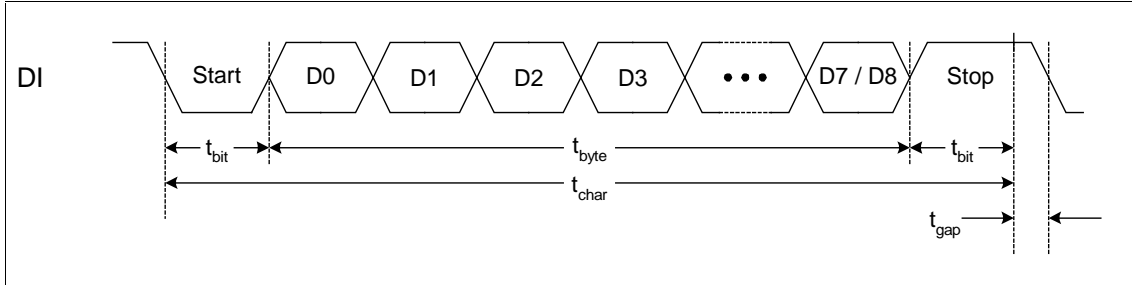 DI
Start D0 D1 D2 D3 ••• D7 / D8 Stop
tbit tbyte tbit
tchar
tgap